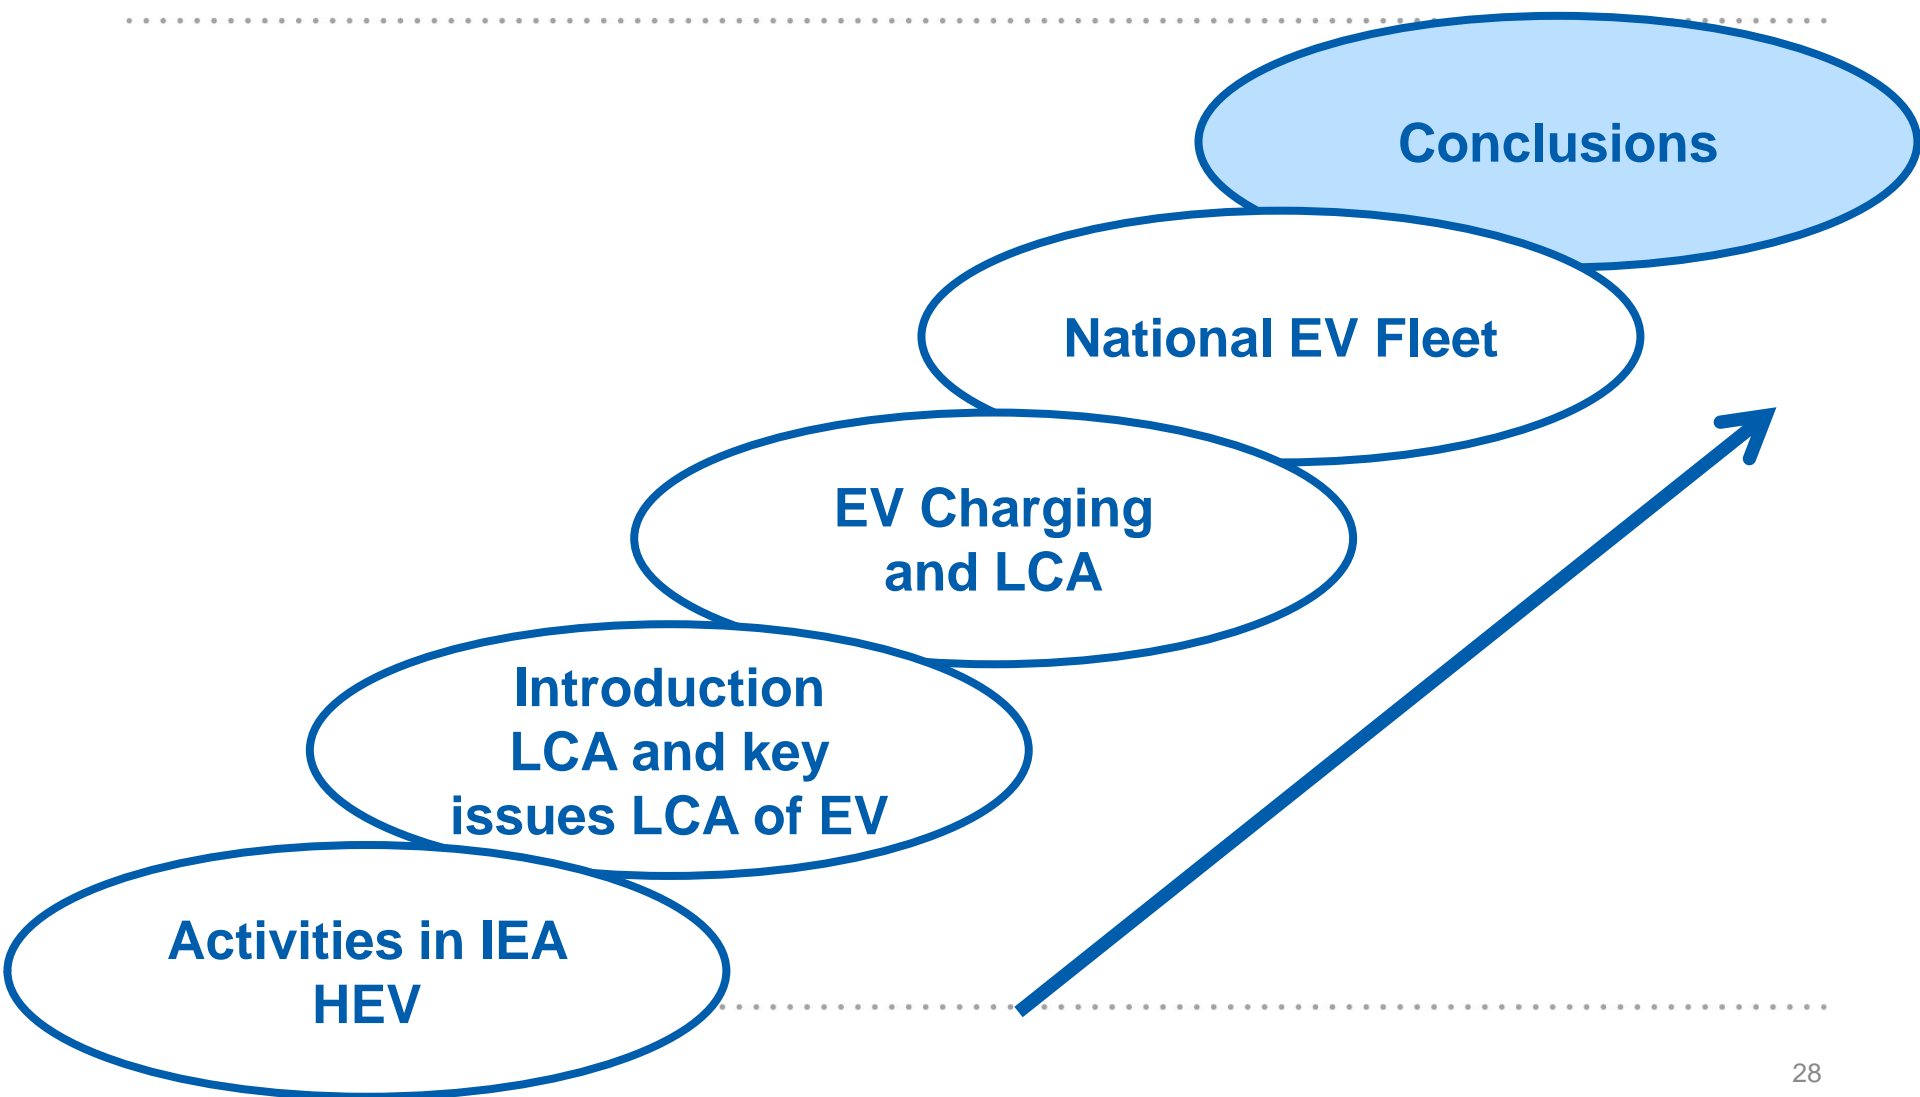 Conclusions
National EV Fleet
EV Charging
and LCA
Introduction
LCA and key
issues LCA of EV
Activities in IEA
HEV
28